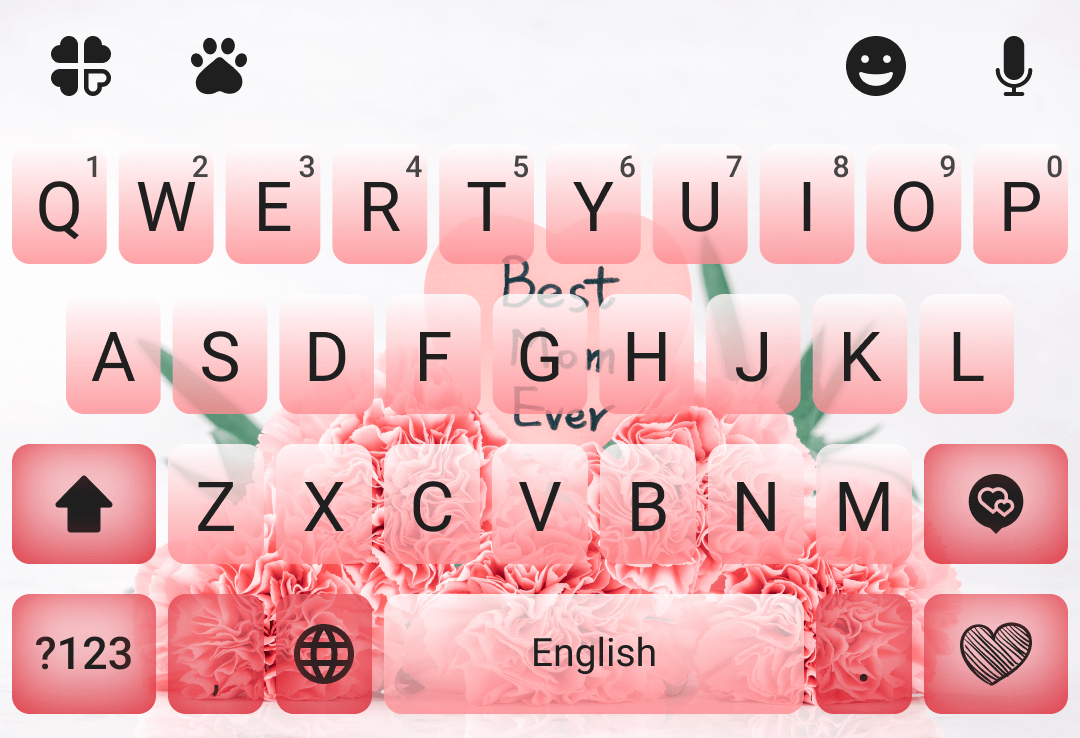 1 2 3 4 5 6 7 8 9 0
Q W E R T Y U I O P
Best
Mom
A S D F G H J K L
Ever
Z X C V B N M
?123 , English .